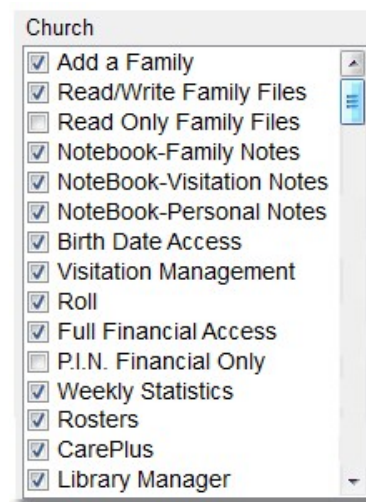 Church
Add a Family
Read/Write Family Files
Read Only Family Files
Notebook-Family Notes
NoteBook-Visitation Notes
NoteBook-Personal Notes
Birth Date Access
Visitation Management
Roll
Full Financial Access
P.I.N. Financial Only
Weekly Statistics
Rosters
CarePlus
Library Manager